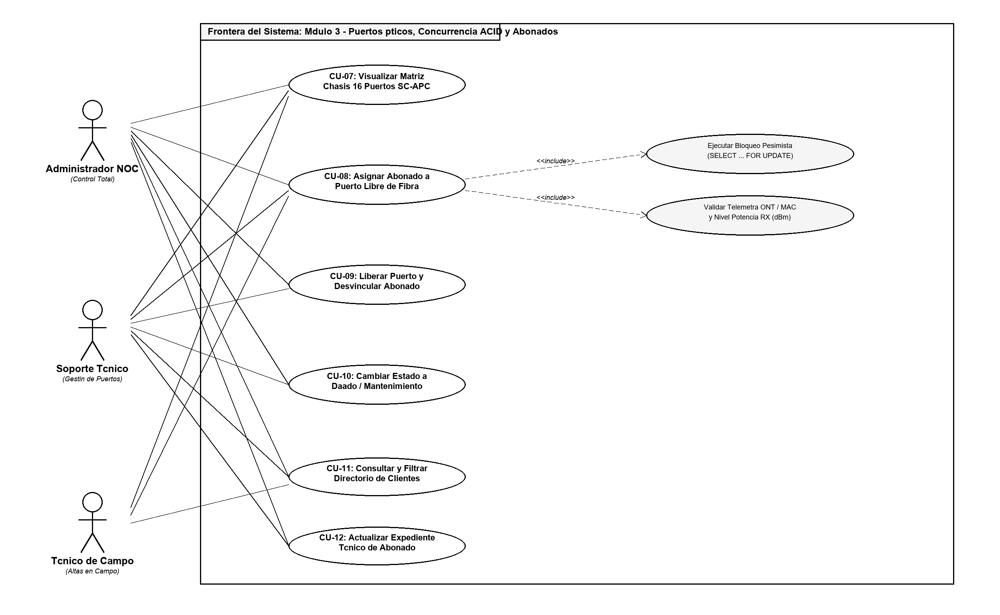 Frontera del Sistema: Mdulo 3 - Puertos pticos, Concurrencia ACID y Abonados
CU-07: Visualizar Matriz
Chasis 16 Puertos SC-APC
Administrador NOC
(Control Total)
CU-08: Asignar Abonado a
Puerto Libre de Fibra
<<include>>
Ejecutar Bloqueo Pesimista
(SELECT ... FOR UPDATE)
<<include>>
Validar Telemetra ONT / MAC
y Nivel Potencia RX (dBm)
CU-09: Liberar Puerto y
Desvincular Abonado
Soporte Tcnico
(Gestin de Puertos)
CU-10: Cambiar Estado a
Daado / Mantenimiento
CU-11: Consultar y Filtrar
Directorio de Clientes
Tcnico de Campo
(Altas en Campo)
CU-12: Actualizar Expediente
Tcnico de Abonado